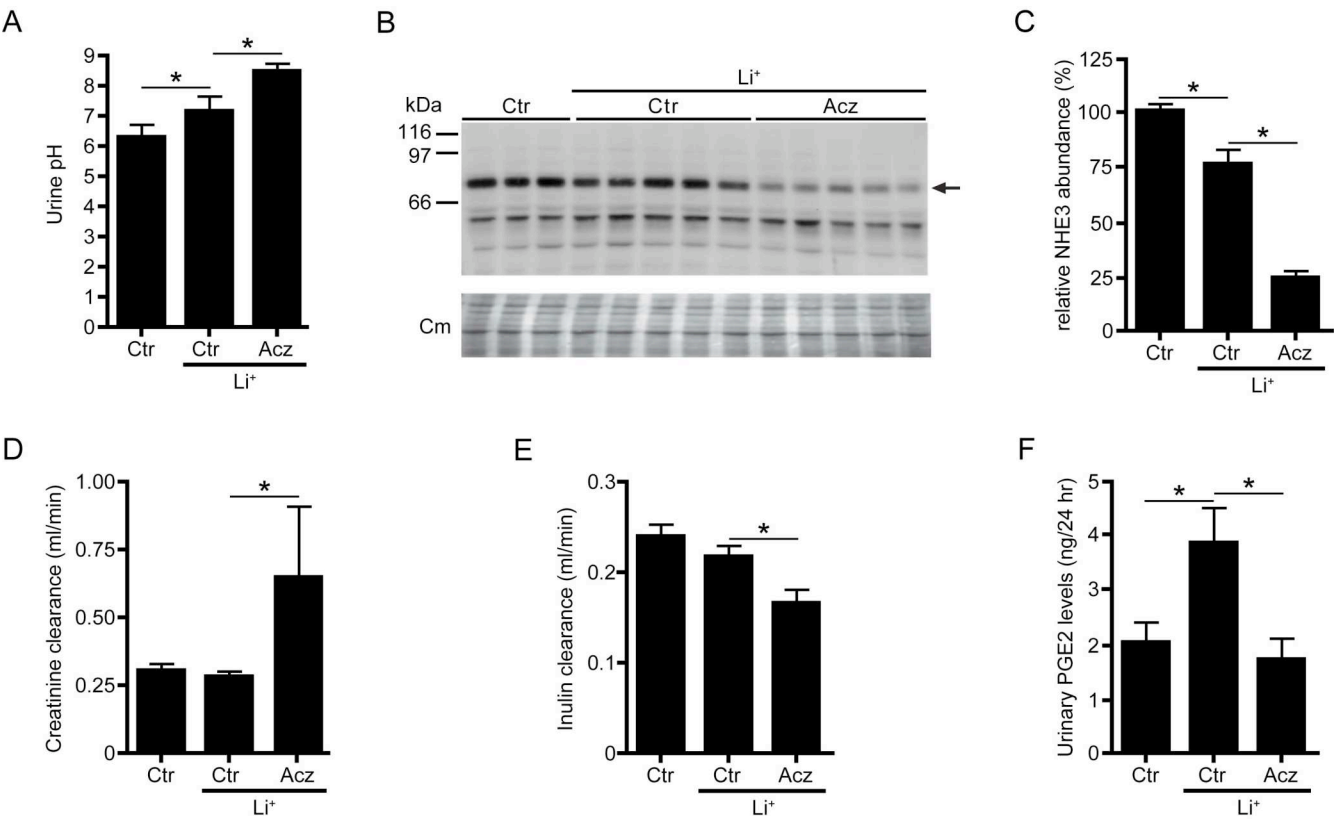 A
Urine pH
9
8
7
6
5
4
3
2
1
0
*
*
Ctr
Ctr
Acz
Li⁺
B
Li⁺
kDa
Ctr
Ctr
Acz
116
97
66
Cm
C
relative NHE3 abundance (%)
125
100
75
50
25
0
*
*
Ctr
Ctr
Acz
Li⁺
D
Creatinine clearance (ml/min)
1.00
0.75
0.50
0.25
0
*
Ctr
Ctr
Acz
Li⁺
E
Inulin clearance (ml/min)
0.3
0.2
0.1
0
*
Ctr
Ctr
Acz
Li⁺
F
Urinary PGE2 levels (ng/24 hr)
5
4
3
2
1
0
*
*
Ctr
Ctr
Acz
Li⁺